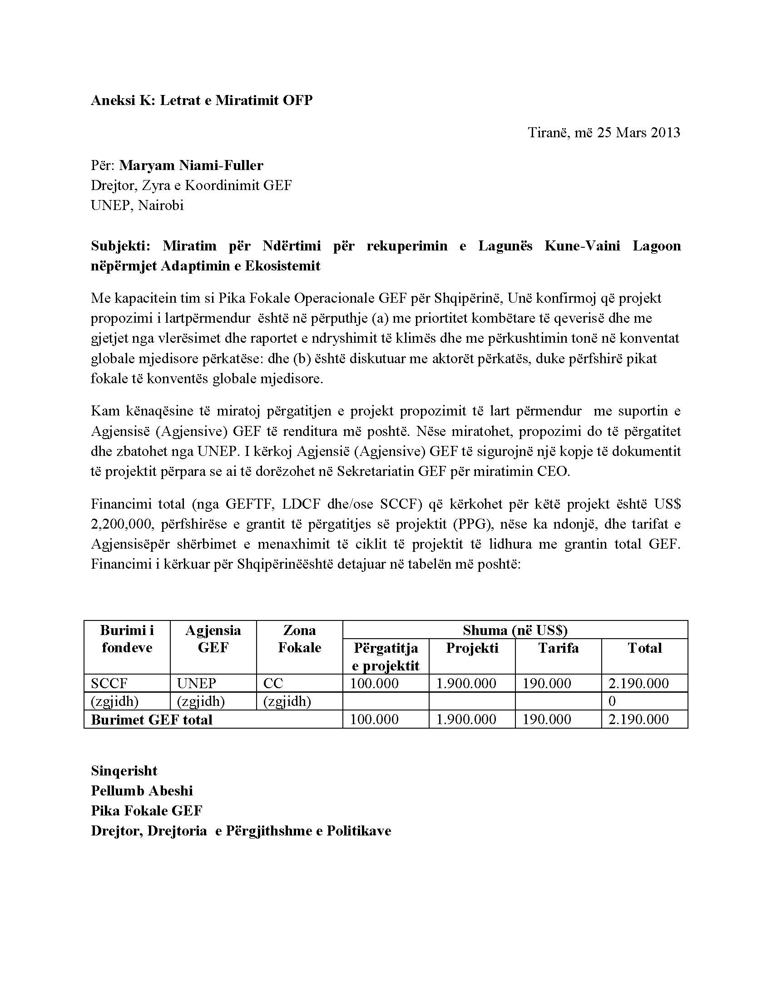 Aneksi K: Letrat e Miratimit OFP
Tiranë, më 25 Mars 2013
Për: Maryam Niami-Fuller
Drejtor, Zyra e Koordinimit GEF
UNEP, Nairobi
Subjekti: Miratim për Ndërtimi për rekuperimin e Lagunës Kune-Vaini Lagoon
nëpërmjet Adaptimin e Ekosistemit
Me kapacitein tim si Pika Fokale Operacionale GEF për Shqipërinë, Unë konfirmoj që projekt
propozimi i lartpërmendur  është në përputhje (a) me priortitet kombëtare të qeverisë dhe me
gjetjet nga vlerësimet dhe raportet e ndryshimit të klimës dhe me përkushtimin tonë në konventat
globale mjedisore përkatëse: dhe (b) është diskutuar me aktorët përkatës, duke përfshirë pikat
fokale të konventës globale mjedisore.
Kam kënaqësine të miratoj përgatitjen e projekt propozimit të lart përmendur  me suportin e
Agjensisë (Agjensive) GEF të renditura më poshtë. Nëse miratohet, propozimi do të përgatitet
dhe zbatohet nga UNEP. I kërkoj Agjensië (Agjensive) GEF të sigurojnë një kopje të dokumentit
të projektit përpara se ai të dorëzohet në Sekretariatin GEF për miratimin CEO.
Financimi total (nga GEFTF, LDCF dhe/ose SCCF) që kërkohet për këtë projekt është US$
2,200,000, përfshirëse e grantit të përgatitjes së projektit (PPG), nëse ka ndonjë, dhe tarifat e
Agjensisëpër shërbimet e menaxhimit të ciklit të projektit të lidhura me grantin total GEF.
Financimi i kërkuar për Shqipërinëështë detajuar në tabelën më poshtë:
Burimi i fondeve Agjensia GEF Zona Fokale Shuma (në US$)
Përgatitja e projektit Projekti Tarifa Total
SCCF UNEP CC 100.000 1.900.000 190.000 2.190.000
(zgjidh) (zgjidh) (zgjidh) 0
Burimet GEF total 100.000 1.900.000 190.000 2.190.000
Sinqerisht
Pellumb Abeshi
Pika Fokale GEF
Drejtor, Drejtoria  e Përgjithshme e Politikave